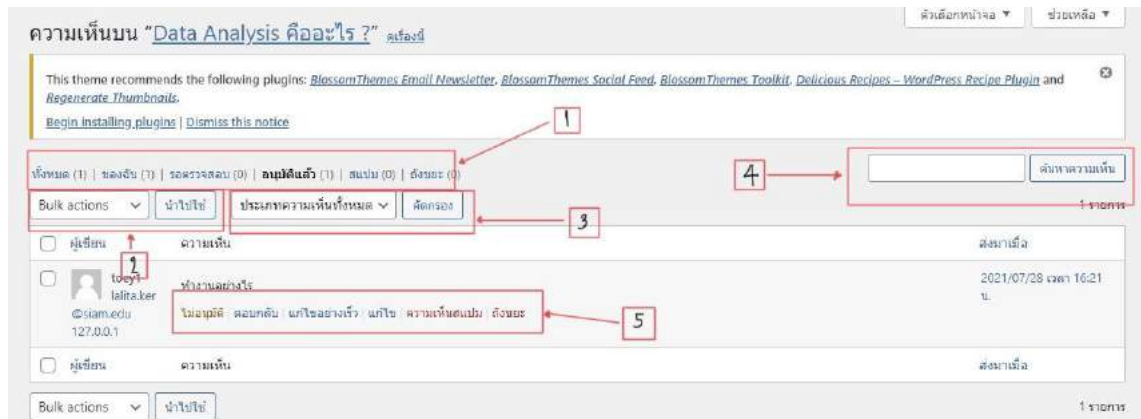 ตัวเลือกหน้าจอ ▼ ช่วยเหลือ ▼
ความเห็นบน “Data Analysis คืออะไร ?” ดูเรื่องนี้
This theme recommends the following plugins: BlossomThemes Email Newsletter, BlossomThemes Social Feed, BlossomThemes Toolkit, Delicious Recipes – WordPress Recipe Plugin and
Regenerate Thumbnails.
Begin installing plugins | Dismiss this notice
1
ทั้งหมด (1) | ของฉัน (1) | รอตรวจสอบ (0) | อนุมัติแล้ว (1) | สแปม (0) | ถังขยะ (0)
4
ค้นหาความเห็น
Bulk actions นำไปใช้ ประเภทความเห็นทั้งหมด คัดกรอง
1 รายการ
3
ผู้เขียน ความเห็น ส่งมาเมื่อ
2
toey1
lalita.ker
@siam.edu
127.0.0.1
ทำงานอย่างไร
ไม่อนุมัติ | ตอบกลับ | แก้ไขอย่างเร็ว | แก้ไข | ความเห็นสแปม | ถังขยะ
5
2021/07/28 เวลา 16:21
น.
ผู้เขียน ความเห็น ส่งมาเมื่อ
Bulk actions นำไปใช้ 1 รายการ